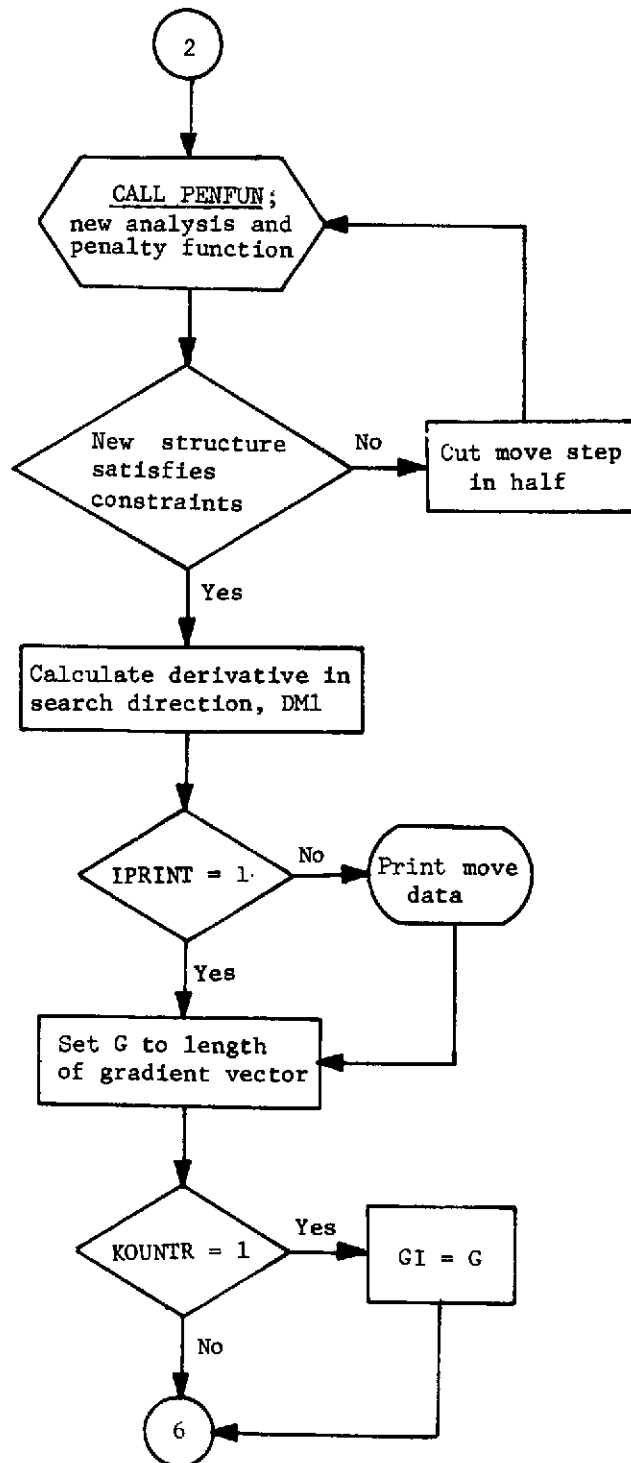 2
CALL PENFUN;
new analysis and
penalty function
New structure
satisfies
constraints
No
Cut move step
in half
Yes
Calculate derivative in
search direction, DM1
IPRINT = 1.
No
Print move
data
Yes
Set G to length
of gradient vector
KOUNTR = 1
Yes
GI = G
No
6